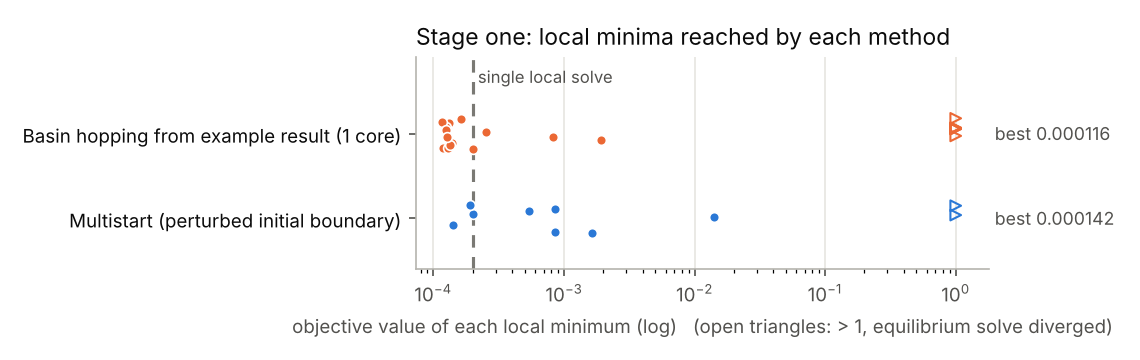 Stage one: local minima reached by each method
single local solve
Basin hopping from example result (1 core)
best 0.000116
Multistart (perturbed initial boundary)
best 0.000142
10⁻⁴ 10⁻³ 10⁻² 10⁻¹ 10⁰
objective value of each local minimum (log) (open triangles: > 1, equilibrium solve diverged)